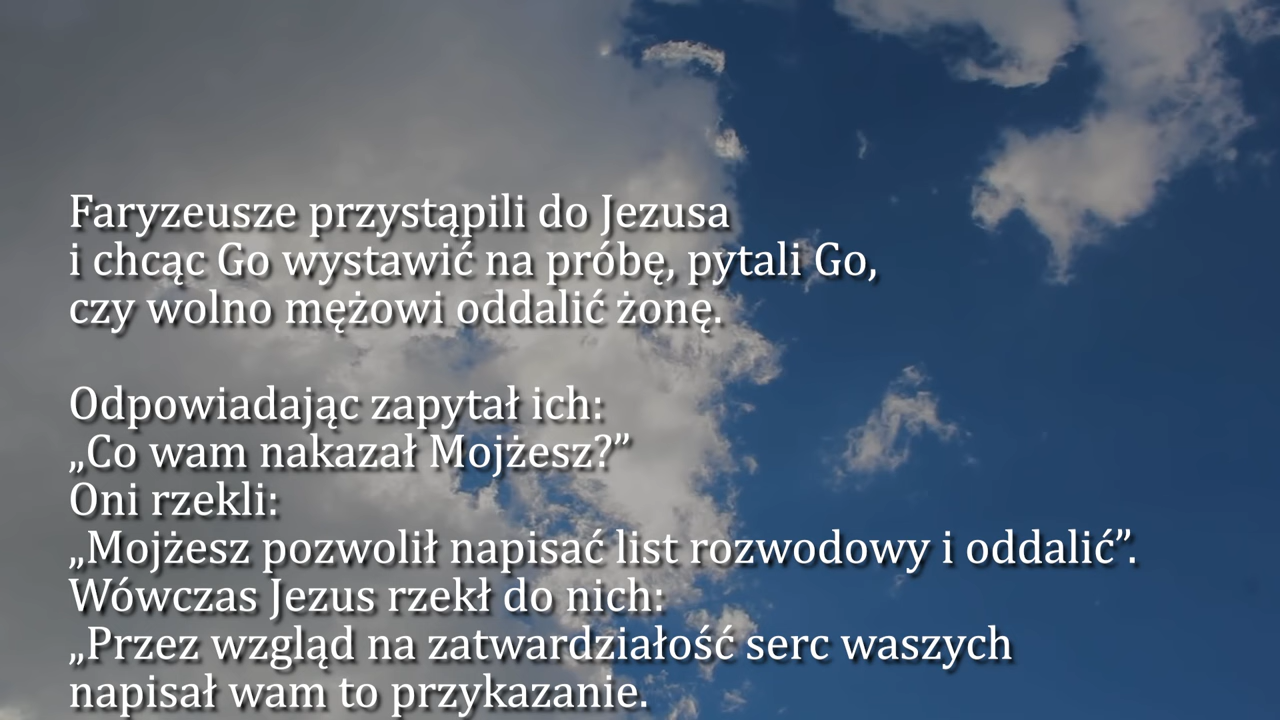 Faryzeusze przystąpili do Jezusa
i chcąc Go wystawić na próbę, pytali Go,
czy wolno mężowi oddalić żonę.
Odpowiadając zapytał ich:
„Co wam nakazał Mojżesz?”
Oni rzekli:
„Mojżesz pozwolił napisać list rozwodowy i oddalić”.
Wówczas Jezus rzekł do nich:
„Przez wzgląd na zatwardziałość serc waszych
napisał wam to przykazanie.